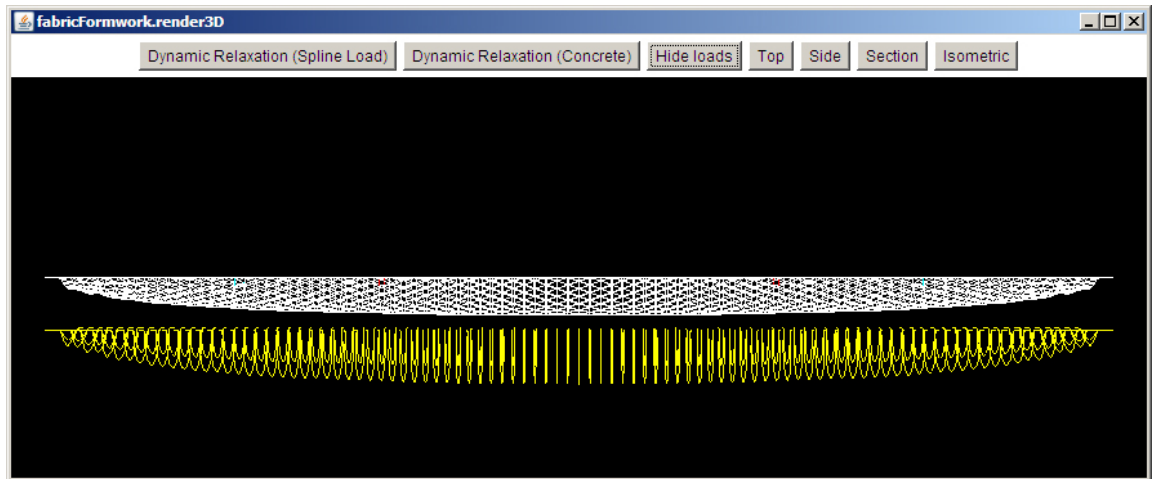 fabricFormwork.render3D
Dynamic Relaxation (Spline Load) Dynamic Relaxation (Concrete) Hide loads Top Side Section Isometric